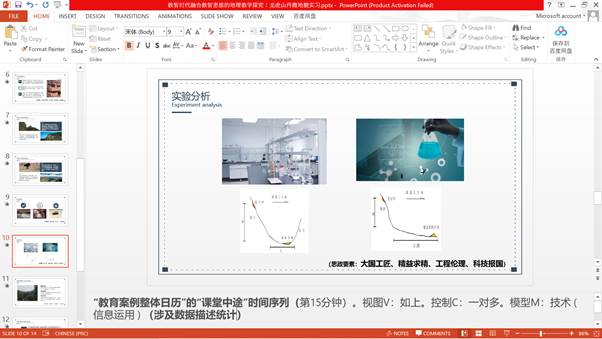 数智时代融合教智思感的地理教学探究：龙虎山丹霞地貌实习.pptx - PowerPoint (Product Activation Failed)
FILE HOME INSERT DESIGN TRANSITIONS ANIMATIONS SLIDE SHOW REVIEW VIEW 百度网盘
Microsoft account
Paste
Cut
Copy
Format Painter
Clipboard
New Slide
Layout
Reset
Section
Slides
宋体 (Body)
Font
Text Direction
Align Text
Convert to SmartArt
Paragraph
Arrange
Quick Styles
Shape Fill
Shape Outline
Shape Effects
Drawing
Find
Replace
Select
Editing
保存到
百度网盘
保存
6
7
8
9
10
11
12
实验分析
Experiment analysis
（思政要素：大国工匠、精益求精、工程伦理、科技报国）
“教育案例整体日历”的“课堂中途”时间序列（第15分钟）。视图V：如上。控制C：一对多。模型M：技术（
信息运用）（涉及数据描述统计）
SLIDE 10 OF 14 CHINESE (PRC) NOTES COMMENTS 86%